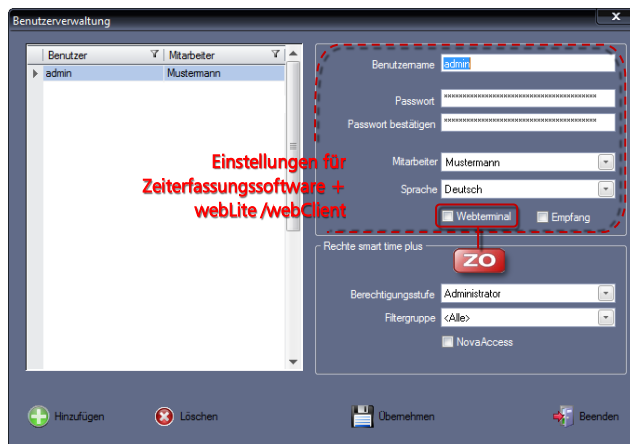 Benutzerverwaltung
x
Benutzer Mitarbeiter
admin Mustermann
Benutzername admin
Passwort ****************************************
Passwort bestätigen ****************************************
Einstellungen für
Zeiterfassungssoftware +
webLite /webClient
Mitarbeiter Mustermann
Sprache Deutsch
Webterminal Empfang
ZO
Rechte smart time plus
Berechtigungsstufe Administrator
Filtergruppe <Alle>
NovaAccess
Hinzufügen Löschen Übernehmen Beenden